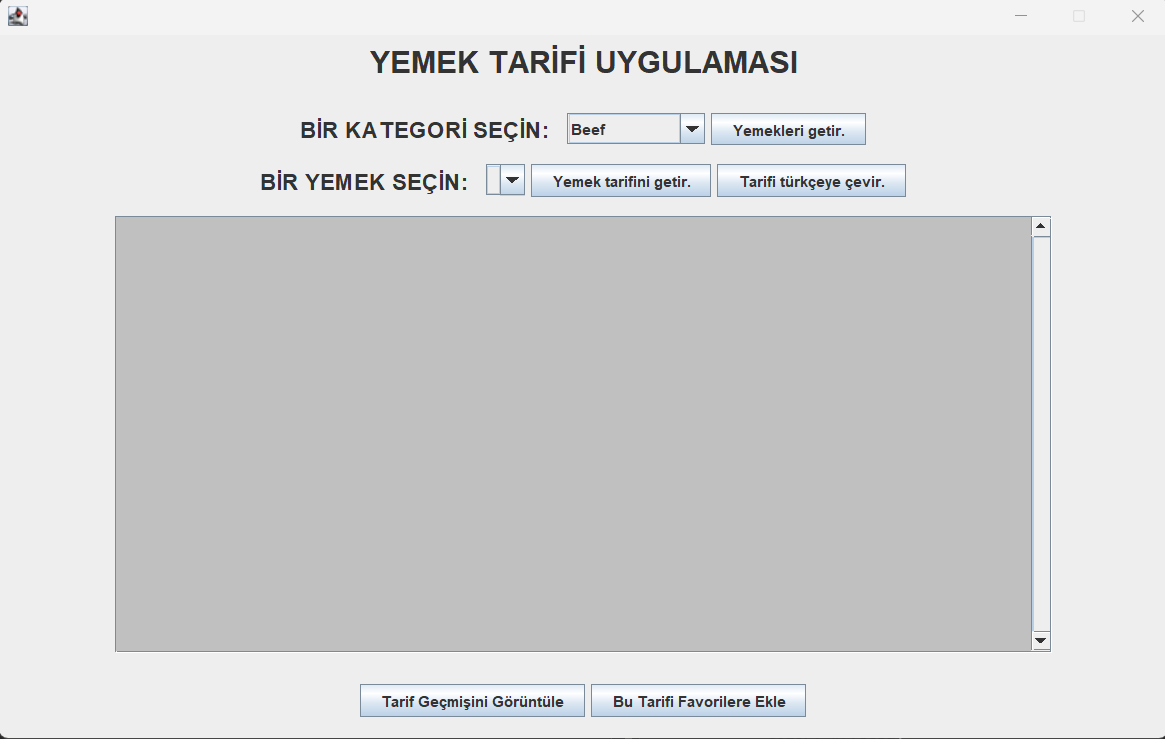 YEMEK TARİFİ UYGULAMASI
BİR KATEGORİ SEÇİN: Beef Yemekleri getir.
BİR YEMEK SEÇİN: Yemek tarifini getir. Tarifi türkçeye çevir.
Tarif Geçmişini Görüntüle Bu Tarifi Favorilere Ekle